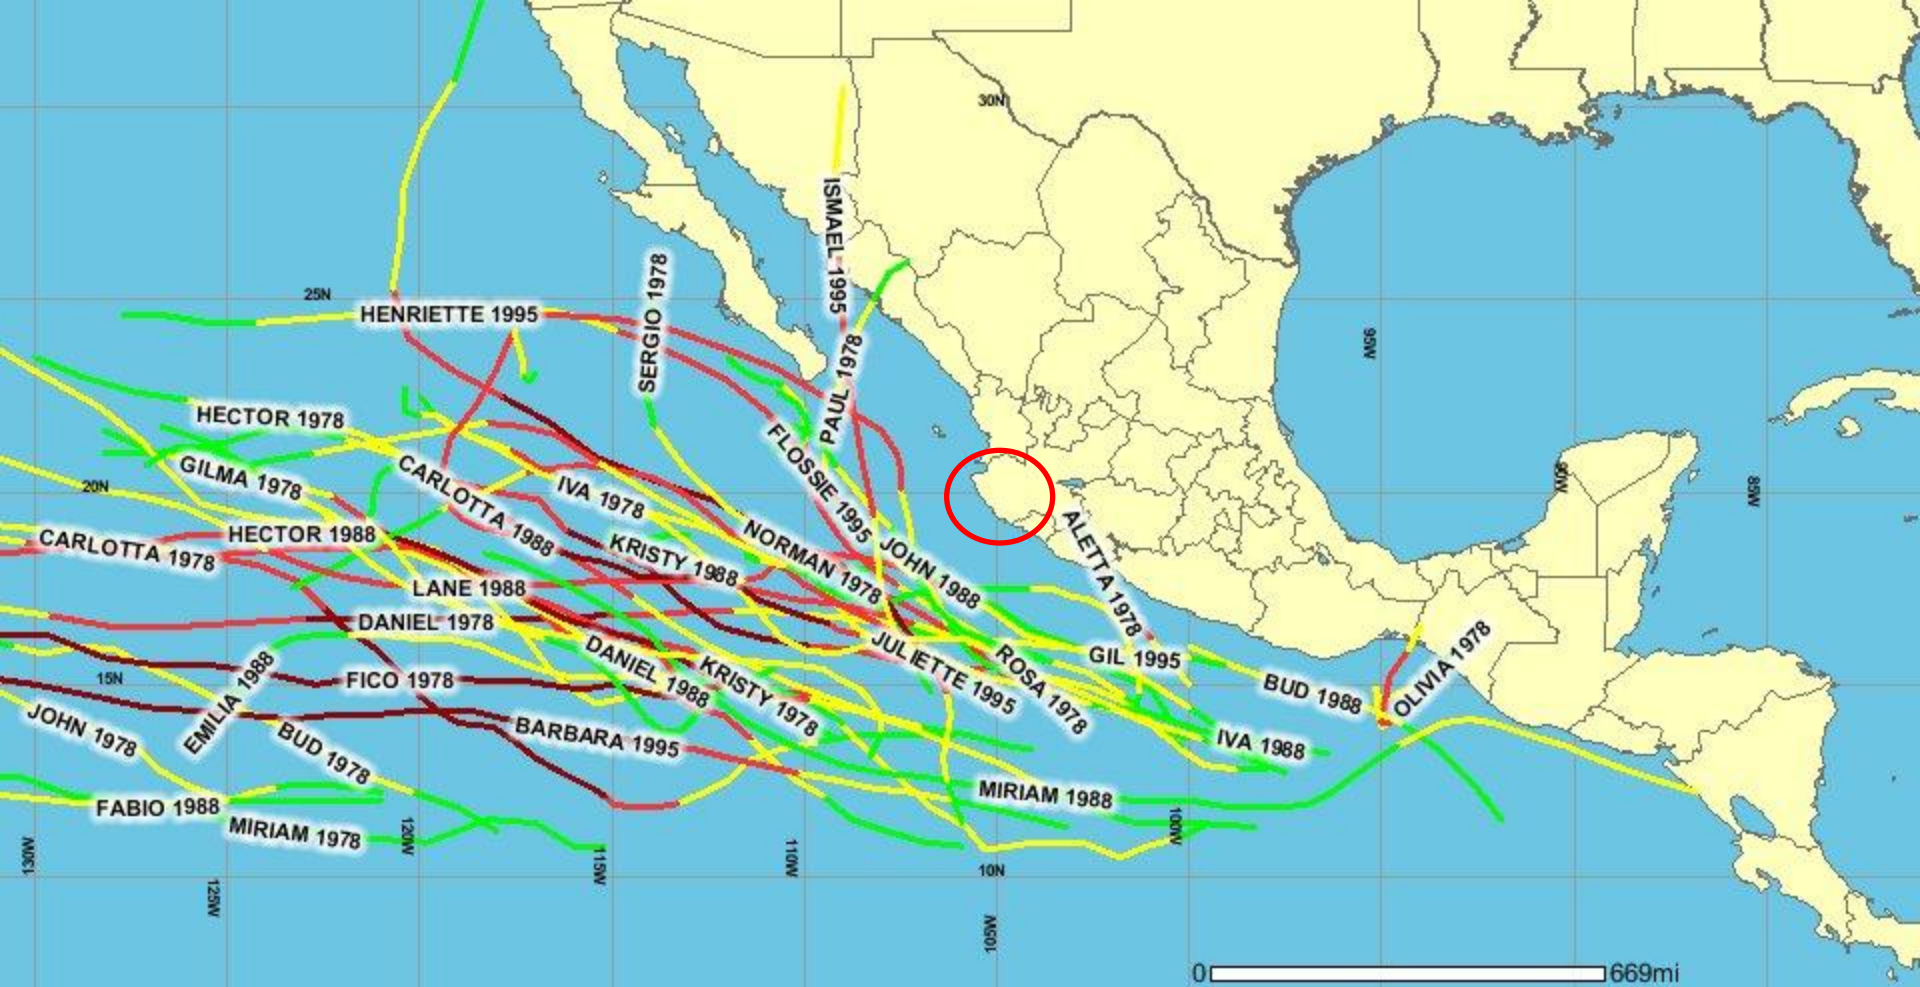 30N
ISMAEL 1995
SERGIO 1978
25N
HENRIETTE 1995
95W
PAUL 1978
HECTOR 1978
FLOSSIE 1995
GILMA 1978
CARLOTTA 1988
IVA 1978
20N
90W
85W
HECTOR 1988
CARLOTTA 1978
KRISTY 1988
NORMAN 1978
JOHN 1988
ALETTA 1978
LANE 1988
DANIEL 1978
DANIEL 1988
JULIETTE 1995
ROSA 1978
GIL 1995
OLIVIA 1978
15N
EMILIA 1988
FICO 1978
KRISTY 1978
BUD 1988
JOHN 1978
BUD 1978
BARBARA 1995
IVA 1988
FABIO 1988
MIRIAM 1988
MIRIAM 1978
130W
125W
120W
115W
110W
10N
105W
100W
0
669mi